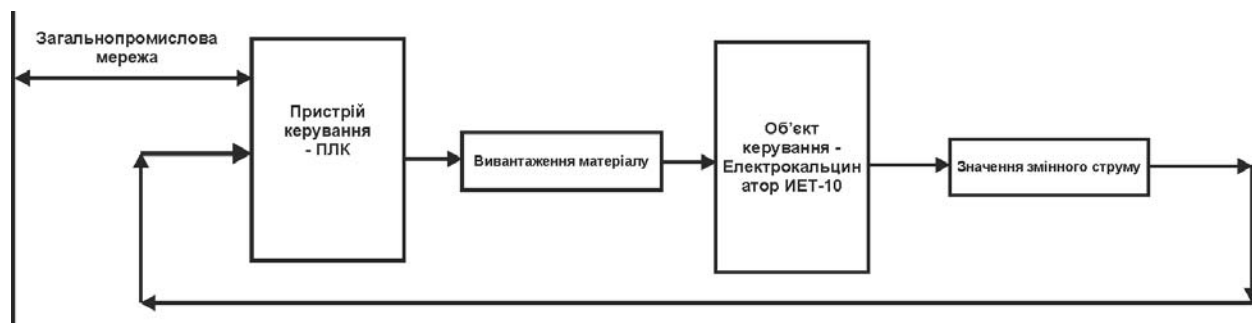 Загальнопромислова
мережа
Пристрій
керування
- ПЛК
Вивантаження матеріалу
Об'єкт
керування -
Електрокальцин
атор ИЕТ-10
Значення змінного струму